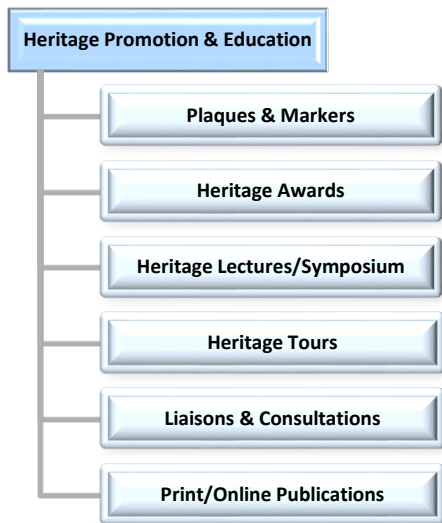 Heritage Promotion & Education
Plaques & Markers
Heritage Awards
Heritage Lectures/Symposium
Heritage Tours
Liaisons & Consultations
Print/Online Publications